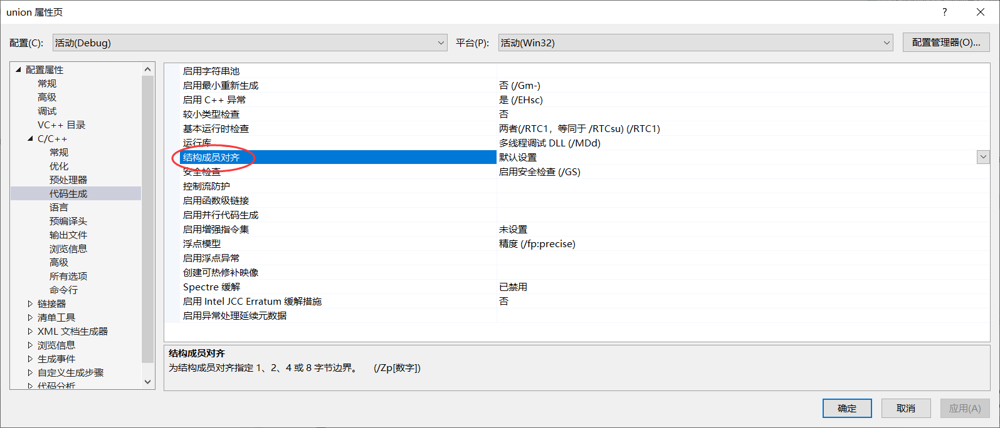 union 属性页
?
配置(C):
活动(Debug)
平台(P):
活动(Win32)
配置管理器(O)...
配置属性
常规
高级
调试
VC++ 目录
C/C++
常规
优化
预处理器
代码生成
语言
预编译头
输出文件
浏览信息
高级
所有选项
命令行
链接器
清单工具
XML 文档生成器
浏览信息
生成事件
自定义生成步骤
代码分析
启用字符串池
启用最小重新生成 否 (/Gm-)
启用 C++ 异常 是 (/EHsc)
较小类型检查 否
基本运行时检查 两者(/RTC1，等同于 /RTCsu) (/RTC1)
运行库 多线程调试 DLL (/MDd)
结构成员对齐 默认设置
安全检查 启用安全检查 (/GS)
控制流防护
启用函数级链接
启用并行代码生成
启用增强指令集 未设置
浮点模型 精度 (/fp:precise)
启用浮点异常
创建可热修补映像
Spectre 缓解 已禁用
启用 Intel JCC Erratum 缓解措施 否
启用异常处理延续元数据
结构成员对齐
为结构成员对齐指定 1、2、4 或 8 字节边界。 (/Zp[数字])
确定
取消
应用(A)